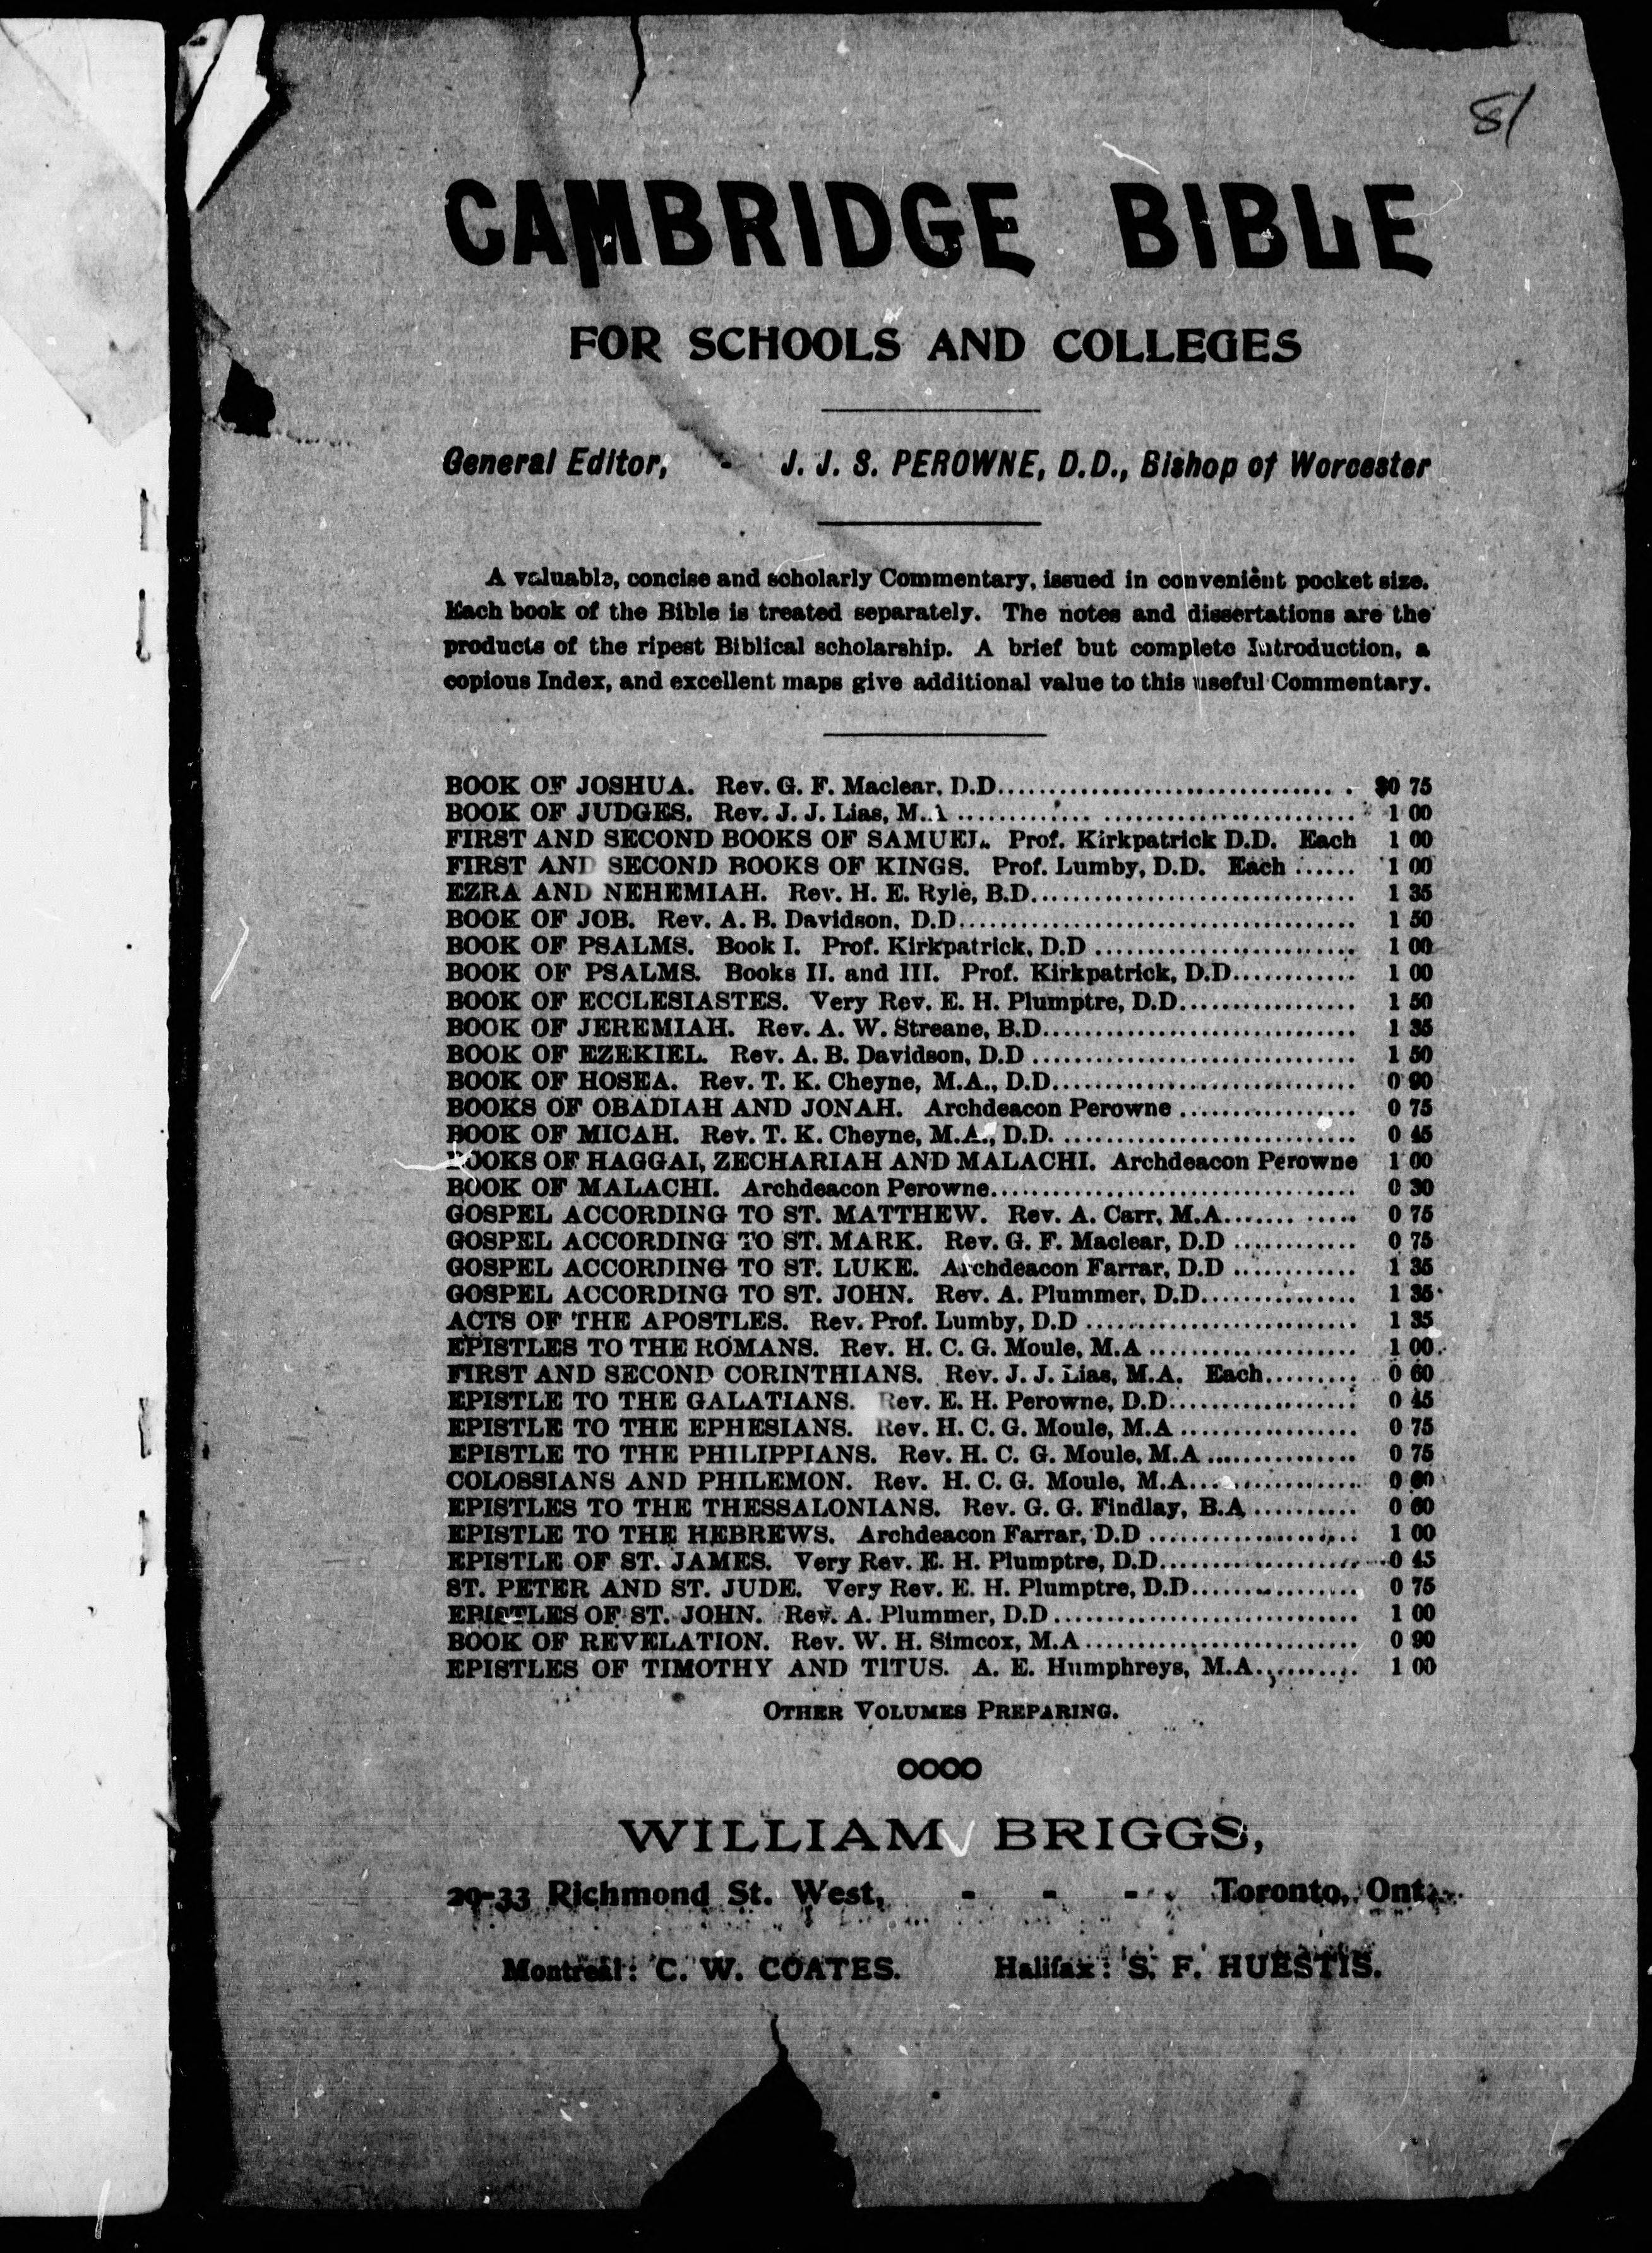 81
CAMBRIDGE BIBLE
FOR SCHOOLS AND COLLEGES
General Editor, - J. J. S. PEROWNE, D.D., Bishop of Worcester
A valuable, concise and scholarly Commentary, issued in convenient pocket size.
Each book of the Bible is treated separately. The notes and dissertations are the
products of the ripest Biblical scholarship. A brief but complete Introduction, a
copious Index, and excellent maps give additional value to this useful Commentary.
BOOK OF JOSHUA. Rev. G. F. Maclear, D.D. $0 75
BOOK OF JUDGES. Rev. J. J. Lias, M.A 1 00
FIRST AND SECOND BOOKS OF SAMUEL. Prof. Kirkpatrick D.D. Each 1 00
FIRST AND SECOND BOOKS OF KINGS. Prof. Lumby, D.D. Each 1 00
EZRA AND NEHEMIAH. Rev. H. E. Ryle, B.D. 1 35
BOOK OF JOB. Rev. A. B. Davidson, D.D. 1 50
BOOK OF PSALMS. Book I. Prof. Kirkpatrick, D.D 1 00
BOOK OF PSALMS. Books II. and III. Prof. Kirkpatrick, D.D. 1 00
BOOK OF ECCLESIASTES. Very Rev. E. H. Plumptre, D.D. 1 50
BOOK OF JEREMIAH. Rev. A. W. Streane, B.D. 1 35
BOOK OF EZEKIEL. Rev. A. B. Davidson, D.D 1 50
BOOK OF HOSEA. Rev. T. K. Cheyne, M.A., D.D. 0 90
BOOKS OF OBADIAH AND JONAH. Archdeacon Perowne 0 75
BOOK OF MICAH. Rev. T. K. Cheyne, M.A., D.D. 0 45
BOOKS OF HAGGAI, ZECHARIAH AND MALACHI. Archdeacon Perowne 1 00
BOOK OF MALACHI. Archdeacon Perowne. 0 30
GOSPEL ACCORDING TO ST. MATTHEW. Rev. A. Carr, M.A. 0 75
GOSPEL ACCORDING TO ST. MARK. Rev. G. F. Maclear, D.D 0 75
GOSPEL ACCORDING TO ST. LUKE. Archdeacon Farrar, D.D 1 35
GOSPEL ACCORDING TO ST. JOHN. Rev. A. Plummer, D.D. 1 35
ACTS OF THE APOSTLES. Rev. Prof. Lumby, D.D 1 35
EPISTLES TO THE ROMANS. Rev. H. C. G. Moule, M.A 1 00
FIRST AND SECOND CORINTHIANS. Rev. J. J. Lias, M.A. Each 0 60
EPISTLE TO THE GALATIANS. Rev. E. H. Perowne, D.D. 0 45
EPISTLE TO THE EPHESIANS. Rev. H. C. G. Moule, M.A 0 75
EPISTLE TO THE PHILIPPIANS. Rev. H. C. G. Moule, M.A 0 75
COLOSSIANS AND PHILEMON. Rev. H. C. G. Moule, M.A. 0 60
EPISTLES TO THE THESSALONIANS. Rev. G. G. Findlay, B.A 0 60
EPISTLE TO THE HEBREWS. Archdeacon Farrar, D.D 1 00
EPISTLE OF ST. JAMES. Very Rev. E. H. Plumptre, D.D. 0 45
ST. PETER AND ST. JUDE. Very Rev. E. H. Plumptre, D.D. 0 75
EPISTLES OF ST. JOHN. Rev. A. Plummer, D.D 1 00
BOOK OF REVELATION. Rev. W. H. Simcox, M.A 0 90
EPISTLES OF TIMOTHY AND TITUS. A. E. Humphreys, M.A. 1 00
OTHER VOLUMES PREPARING.
WILLIAM BRIGGS,
29-33 Richmond St. West, - - - Toronto, Ont.
Montreal: C. W. COATES. Halifax: S. F. HUESTIS.